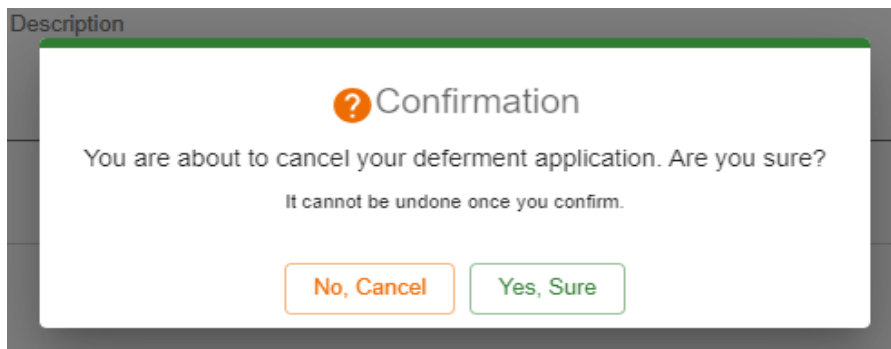 Description
Confirmation
You are about to cancel your deferment application. Are you sure?
It cannot be undone once you confirm.
No, Cancel
Yes, Sure